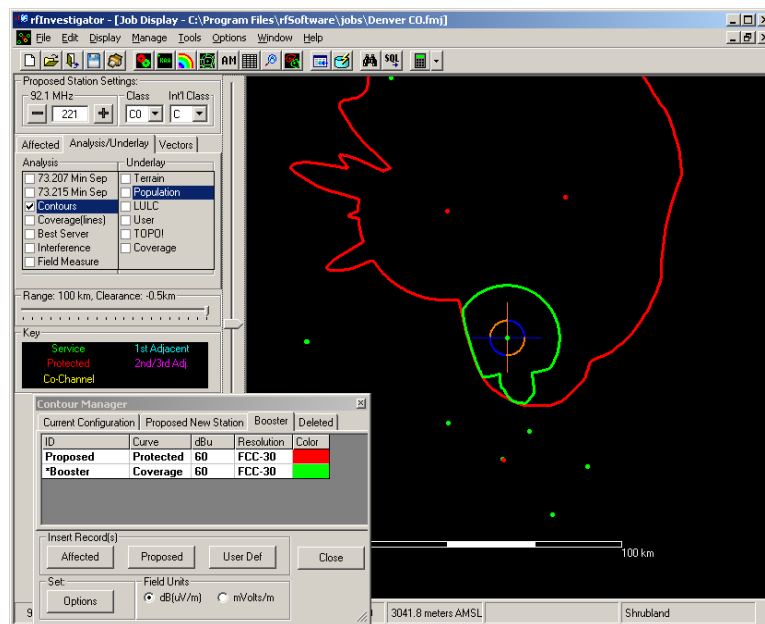 rfInvestigator - [Job Display - C:\Program Files\rfSoftware\jobs\Denver CO.fmj]
File Edit Display Manage Tools Options Window Help
AM SQL
Proposed Station Settings:
92.1 MHz Class Int'l Class
221 C0 C
Affected Analysis/Underlay Vectors
Analysis Underlay
73.207 Min Sep Terrain
73.215 Min Sep Population
Contours LULC
Coverage(lines) User
Best Server TOPO!
Interference Coverage
Field Measure
Range: 100 km, Clearance: -0.5km
Key
Service 1st Adjacent
Protected 2nd/3rd Adj.
Co-Channel
Contour Manager
Current Configuration Proposed New Station Booster Deleted
ID Curve dBu Resolution Color
Proposed Protected 60 FCC-30
*Booster Coverage 60 FCC-30
Insert Record(s)
Affected Proposed User Def Close
100 km
Set: Field Units
Options dB(uV/m) mVolts/m
9 3041.8 meters AMSL Shrubland